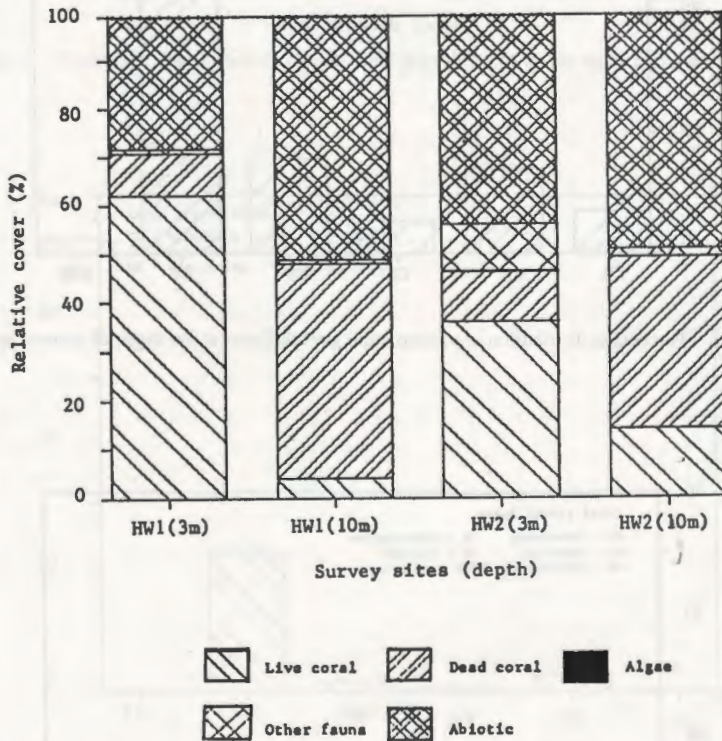 100
80
60
40
20
0
Relative cover (%)
HW1(3m) HW1(10m) HW2(3m) HW2(10m)
Survey sites (depth)
Live coral Dead coral Algae
Other fauna Abiotic